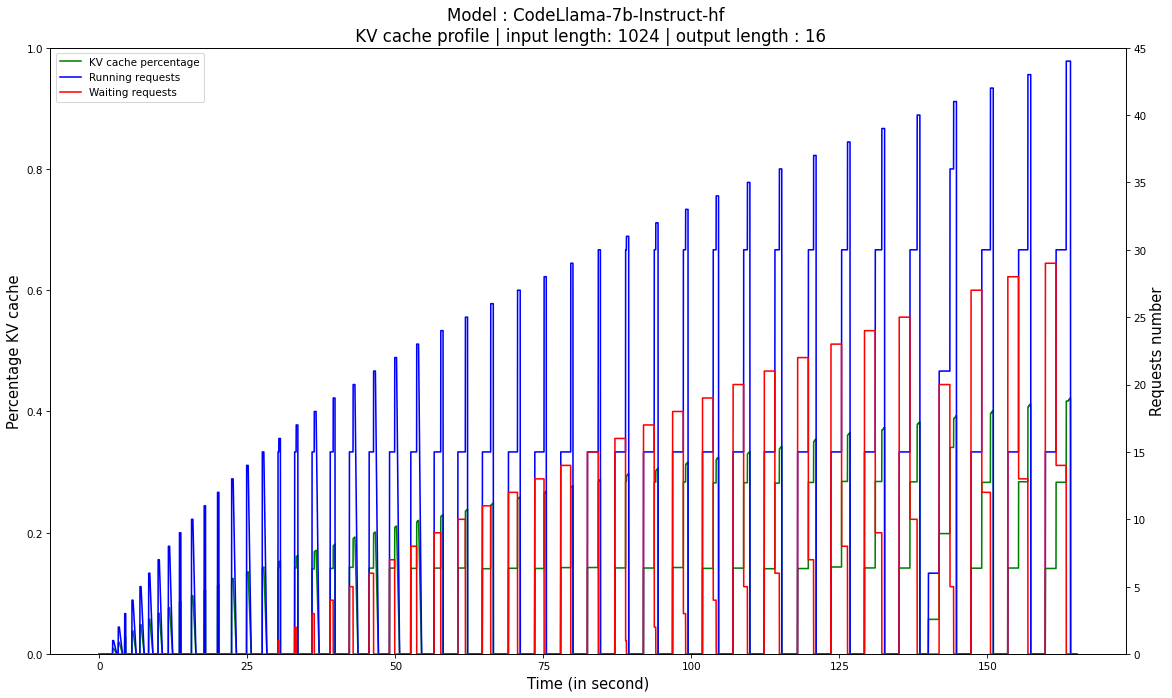 Model : CodeLlama-7b-Instruct-hf
KV cache profile | input length: 1024 | output length : 16
KV cache percentage
Running requests
Waiting requests
Percentage KV cache
1.0
0.8
0.6
0.4
0.2
0.0
45
40
35
30
25
20
15
10
5
0
Requests number
0 25 50 75 100 125 150
Time (in second)